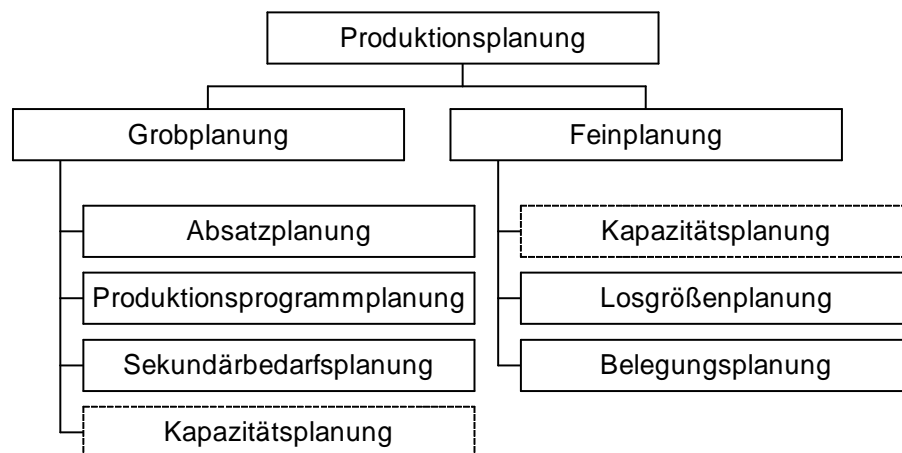 Produktionsplanung
Grobplanung
Feinplanung
Absatzplanung
Produktionsprogrammplanung
Sekundärbedarfsplanung
Kapazitätsplanung
Kapazitätsplanung
Losgrößenplanung
Belegungsplanung